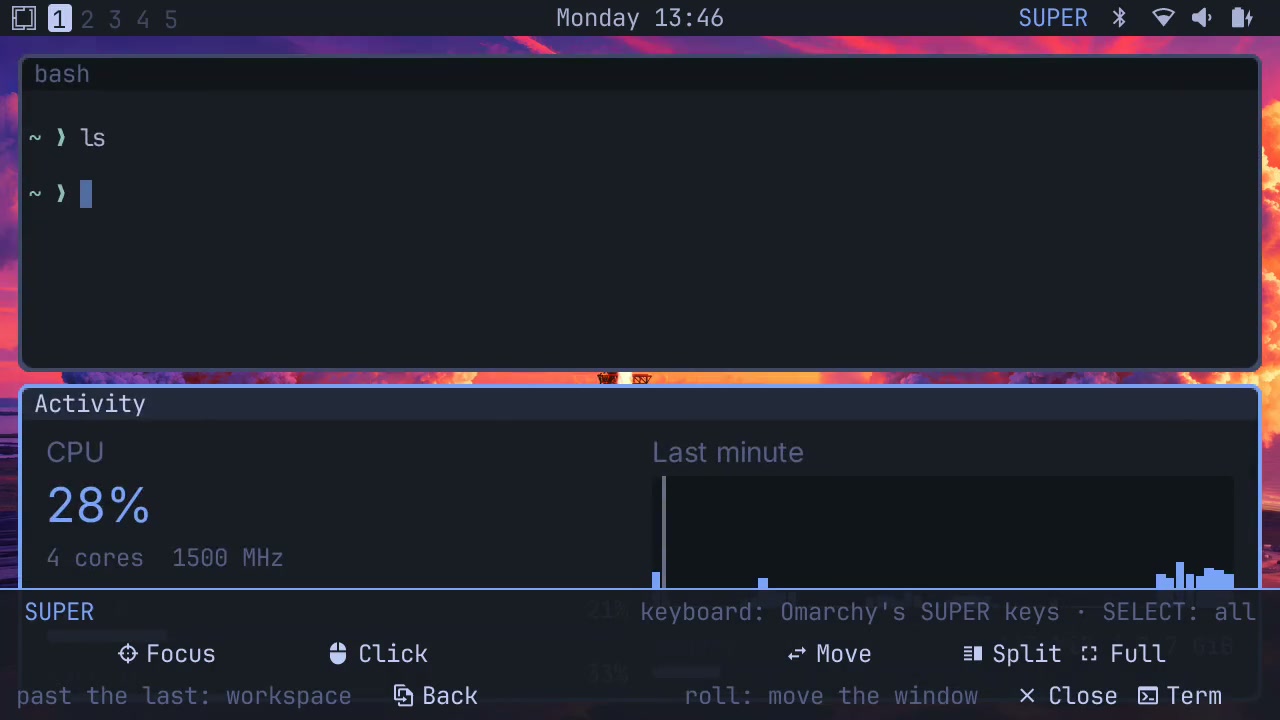 1 2 3 4 5 Monday 13:46 SUPER
bash
~ ❯ ls
~ ❯
Activity
CPU Last minute
28%
4 cores 1500 MHz
21%
SUPER keyboard: Omarchy's SUPER keys · SELECT: all
Focus Click Move Split Full
33%
past the last: workspace Back roll: move the window Close Term